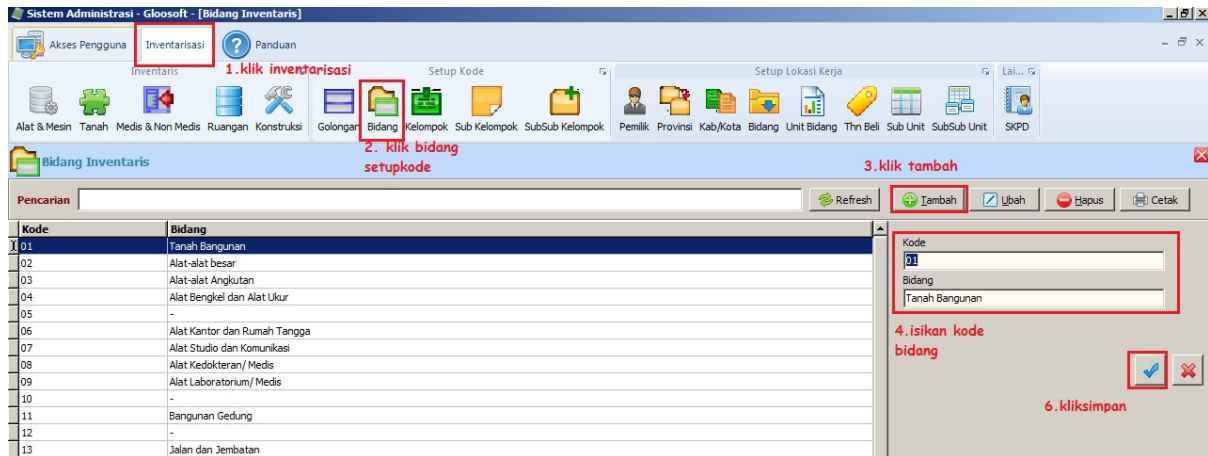 Sistem Administrasi - Gloosoft - [Bidang Inventaris]
Akses Pengguna Inventarisasi ? Panduan
1.klik inventarisasi
Inventaris Setup Kode Setup Lokasi Kerja Lai...
Alat & Mesin Tanah Medis & Non Medis Ruangan Konstruksi Golongan Bidang Kelompok Sub Kelompok SubSub Kelompok Pemilik Provinsi Kab/Kota Bidang Unit Bidang Thn Beli Sub Unit SubSub Unit SKPD
2. klik bidang
setupkode
Bidang Inventaris
3.klik tambah
Pencarian Refresh Tambah Ubah Hapus Cetak
Kode Bidang
01 Tanah Bangunan
02 Alat-alat besar
03 Alat-alat Angkutan
04 Alat Bengkel dan Alat Ukur
05 -
06 Alat Kantor dan Rumah Tangga
07 Alat Studio dan Komunikasi
08 Alat Kedokteran/ Medis
09 Alat Laboratorium/ Medis
10 -
11 Bangunan Gedung
12 -
13 Jalan dan Jembatan
Kode
01
Bidang
Tanah Bangunan
4.isikan kode
bidang
6.kliksimpan